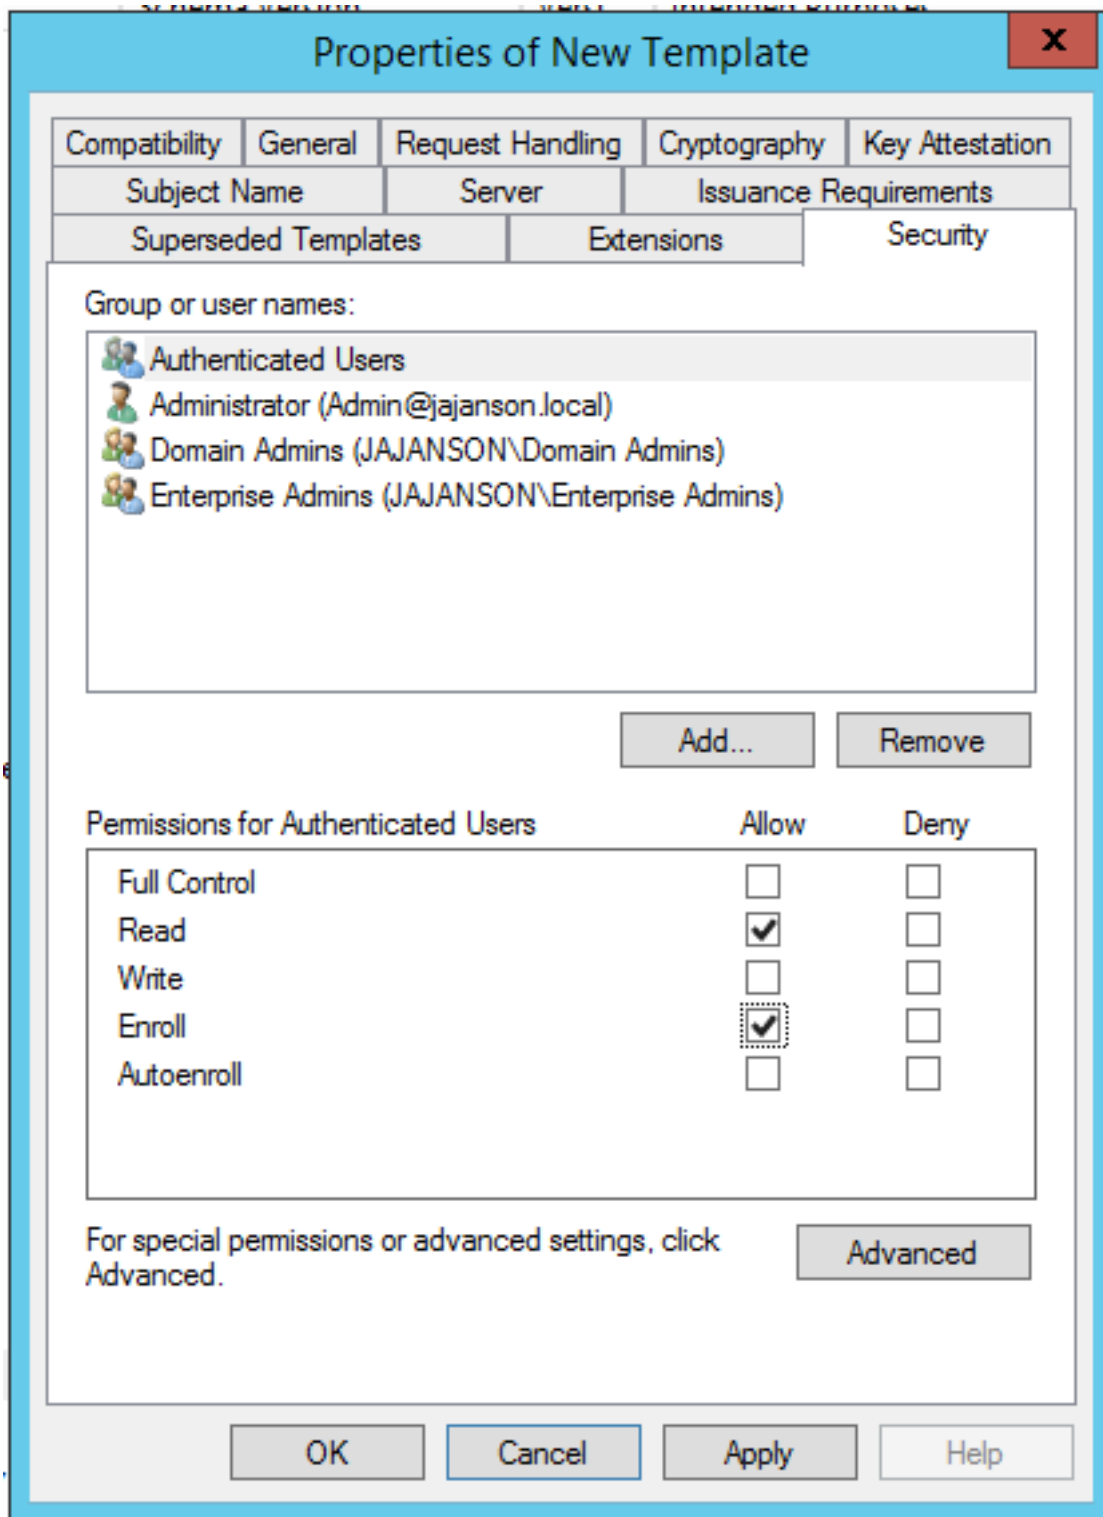 Properties of New Template
x
Compatibility General Request Handling Cryptography Key Attestation
Subject Name Server Issuance Requirements
Superseded Templates Extensions Security
Group or user names:
Authenticated Users
Administrator (Admin@jajanson.local)
Domain Admins (JAJANSON\Domain Admins)
Enterprise Admins (JAJANSON\Enterprise Admins)
Add... Remove
Permissions for Authenticated Users Allow Deny
Full Control
Read
Write
Enroll
Autoenroll
For special permissions or advanced settings, click
Advanced.
Advanced
OK Cancel Apply Help